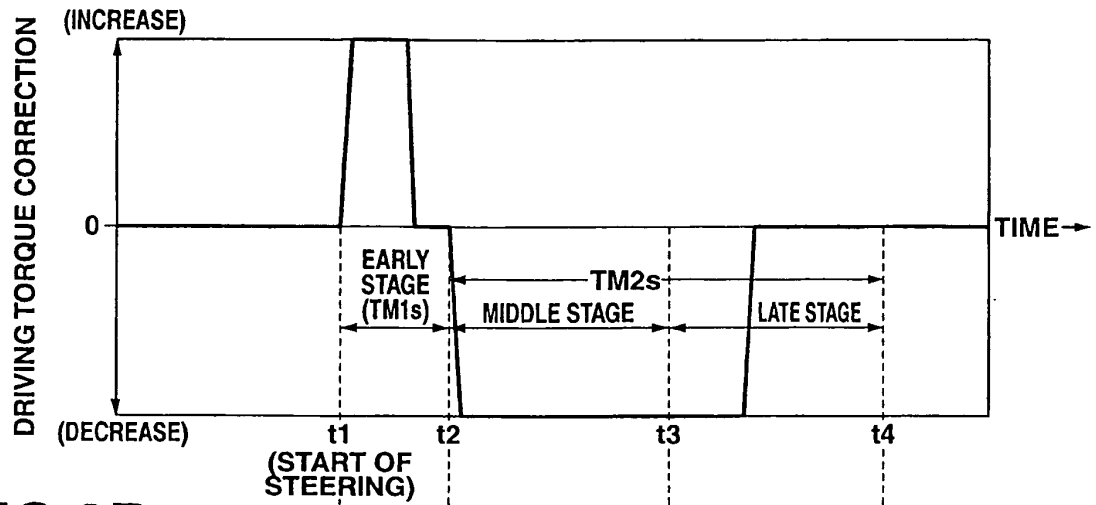 (INCREASE)
DRIVING TORQUE CORRECTION
0
TIME
EARLY
STAGE
(TM1s)
TM2s
MIDDLE STAGE
LATE STAGE
(DECREASE)
t1
t2
t3
t4
(START OF
STEERING)